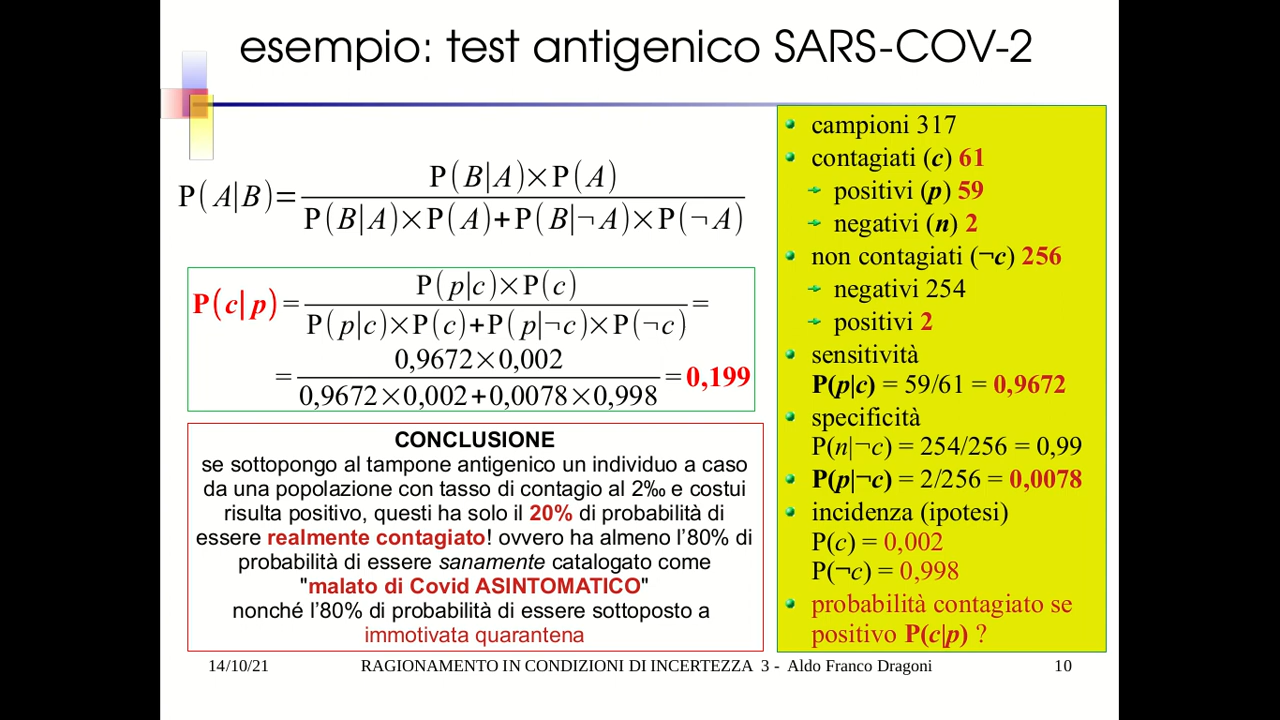 esempio: test antigenico SARS-COV-2
P(A|B)= P(B|A)×P(A)
P(B|A)×P(A)+P(B|¬A)×P(¬A)
P(c|p) = P(p|c)×P(c) =
P(p|c)×P(c)+P(p|¬c)×P(¬c)
= 0,9672×0,002 = 0,199
0,9672×0,002+0,0078×0,998
CONCLUSIONE
se sottopongo al tampone antigenico un individuo a caso
da una popolazione con tasso di contagio al 2‰ e costui
risulta positivo, questi ha solo il 20% di probabilità di
essere realmente contagiato! ovvero ha almeno l'80% di
probabilità di essere sanamente catalogato come
"malato di Covid ASINTOMATICO"
nonché l'80% di probabilità di essere sottoposto a
immotivata quarantena
campioni 317
contagiati (c) 61
positivi (p) 59
negativi (n) 2
non contagiati (¬c) 256
negativi 254
positivi 2
sensitività
P(p|c) = 59/61 = 0,9672
specificità
P(n|¬c) = 254/256 = 0,99
P(p|¬c) = 2/256 = 0,0078
incidenza (ipotesi)
P(c) = 0,002
P(¬c) = 0,998
probabilità contagiato se
positivo P(c|p) ?
14/10/21 RAGIONAMENTO IN CONDIZIONI DI INCERTEZZA 3 - Aldo Franco Dragoni 10